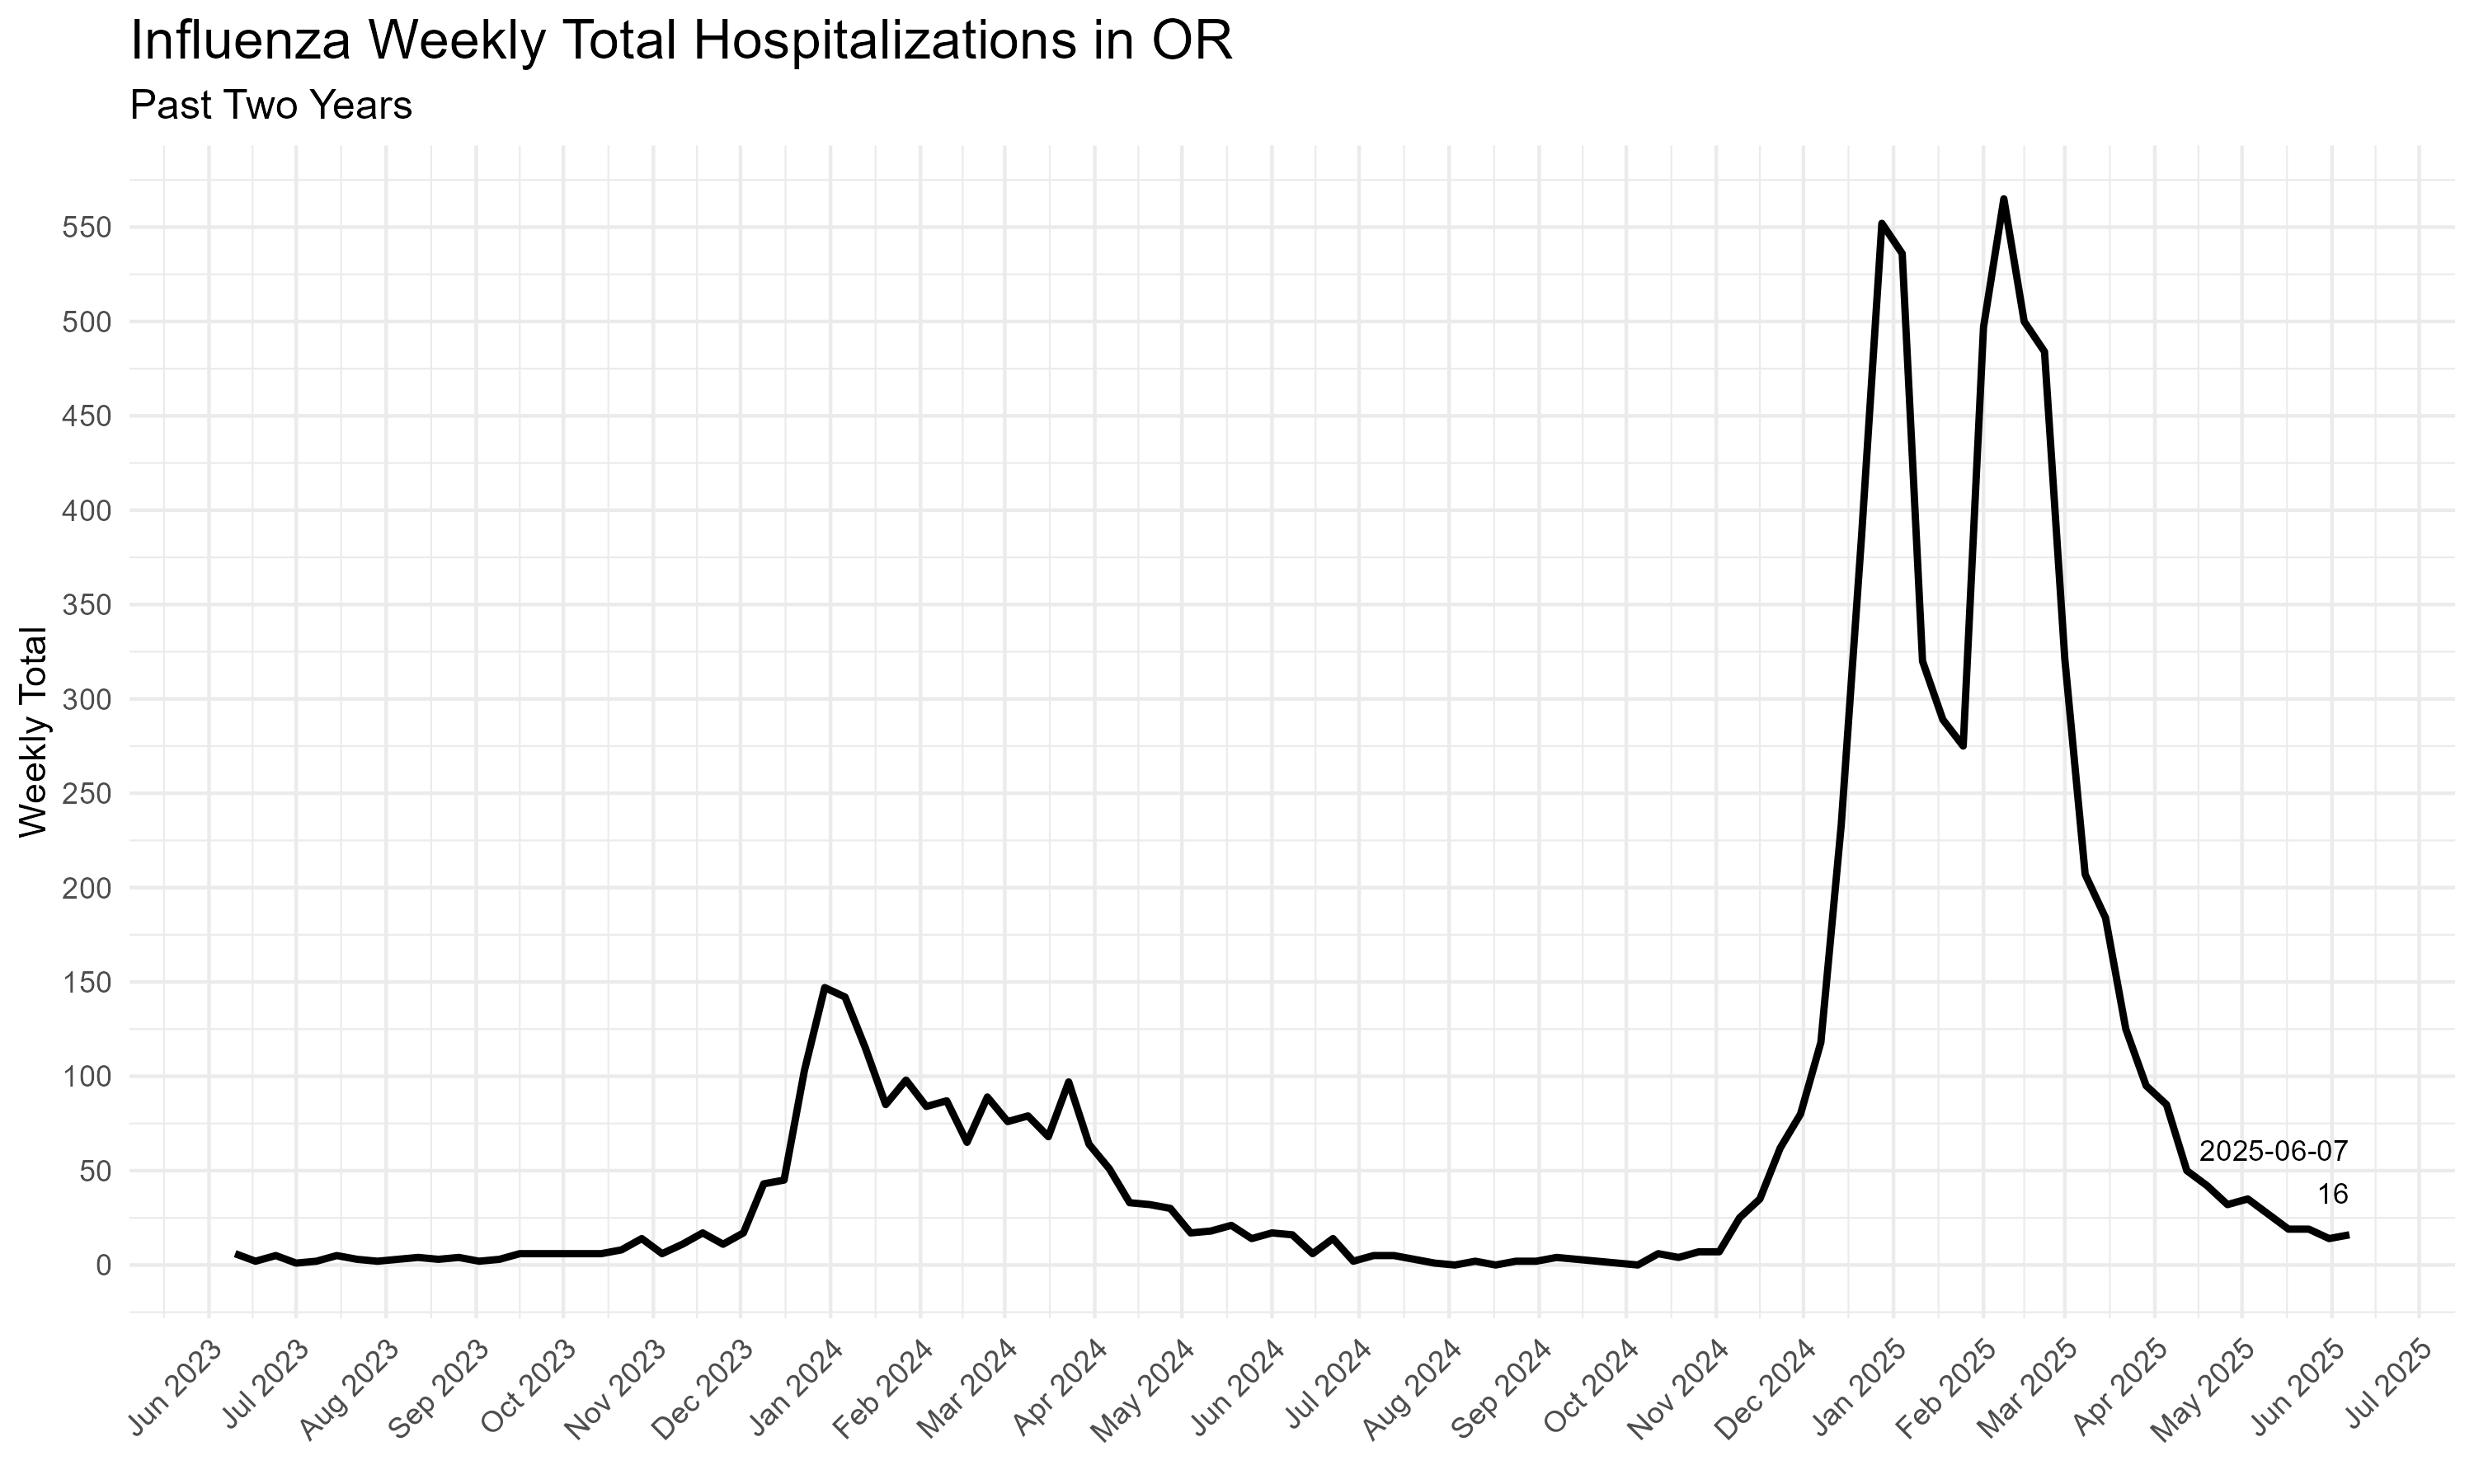 Influenza Weekly Total Hospitalizations in OR
Past Two Years
Weekly Total
550
500
450
400
350
300
250
200
150
100
50
0
2025-06-07
16
Jun 2023
Jul 2023
Aug 2023
Sep 2023
Oct 2023
Nov 2023
Dec 2023
Jan 2024
Feb 2024
Mar 2024
Apr 2024
May 2024
Jun 2024
Jul 2024
Aug 2024
Sep 2024
Oct 2024
Nov 2024
Dec 2024
Jan 2025
Feb 2025
Mar 2025
Apr 2025
May 2025
Jun 2025
Jul 2025